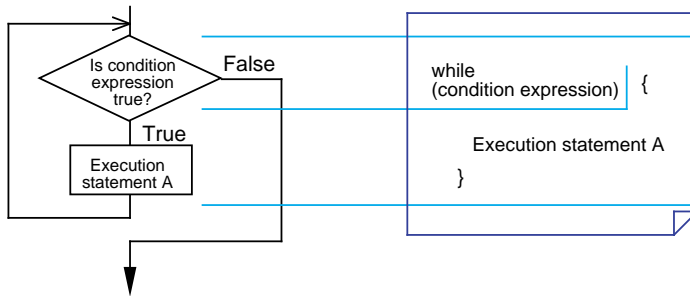 Is condition
expression
true?
False
True
Execution
statement A
while
(condition expression) {
Execution statement A
}